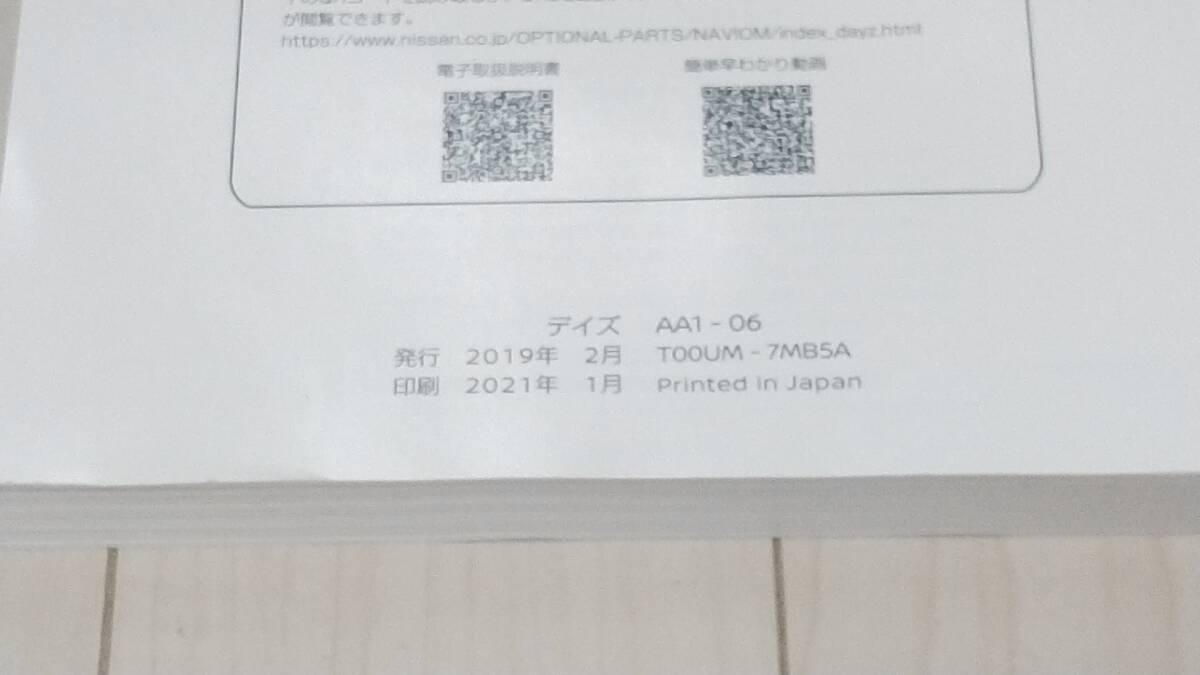 が閲覧できます。
https://www.nissan.co.jp/OPTIONAL-PARTS/NAVIOM/index_dayz.html
電子取扱説明書 簡単早わかり動画
デイズ AA1-06
発行 2019年 2月 T00UM-7MB5A
印刷 2021年 1月 Printed in Japan